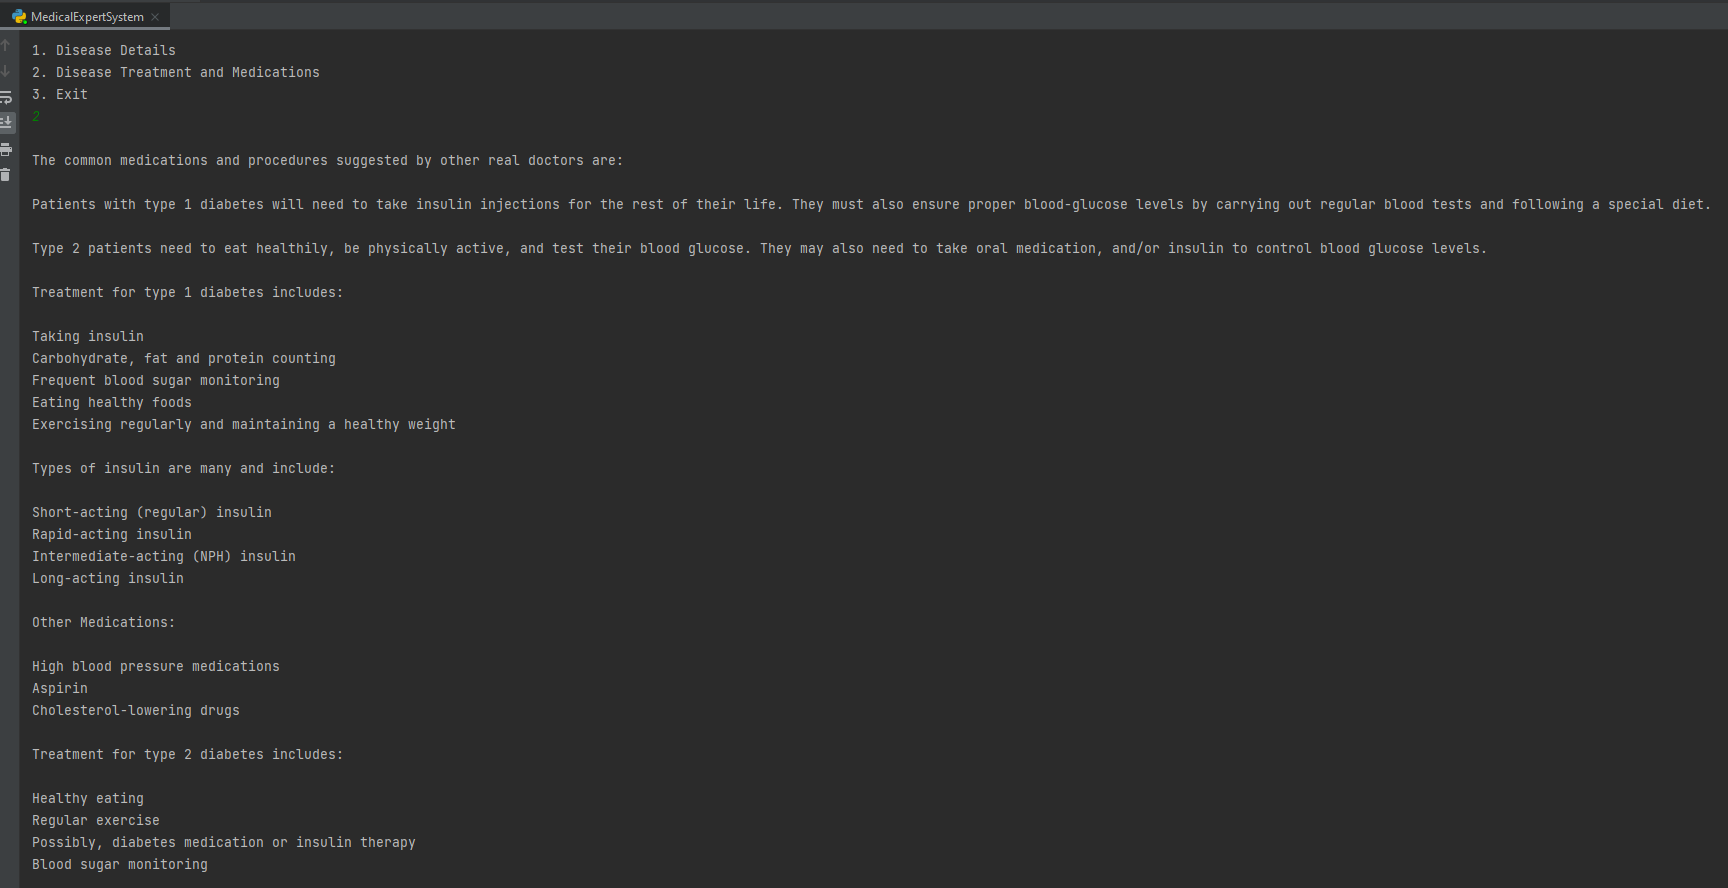 MedicalExpertSystem
1. Disease Details
2. Disease Treatment and Medications
3. Exit
2
The common medications and procedures suggested by other real doctors are:
Patients with type 1 diabetes will need to take insulin injections for the rest of their life. They must also ensure proper blood-glucose levels by carrying out regular blood tests and following a special diet.
Type 2 patients need to eat healthily, be physically active, and test their blood glucose. They may also need to take oral medication, and/or insulin to control blood glucose levels.
Treatment for type 1 diabetes includes:
Taking insulin
Carbohydrate, fat and protein counting
Frequent blood sugar monitoring
Eating healthy foods
Exercising regularly and maintaining a healthy weight
Types of insulin are many and include:
Short-acting (regular) insulin
Rapid-acting insulin
Intermediate-acting (NPH) insulin
Long-acting insulin
Other Medications:
High blood pressure medications
Aspirin
Cholesterol-lowering drugs
Treatment for type 2 diabetes includes:
Healthy eating
Regular exercise
Possibly, diabetes medication or insulin therapy
Blood sugar monitoring